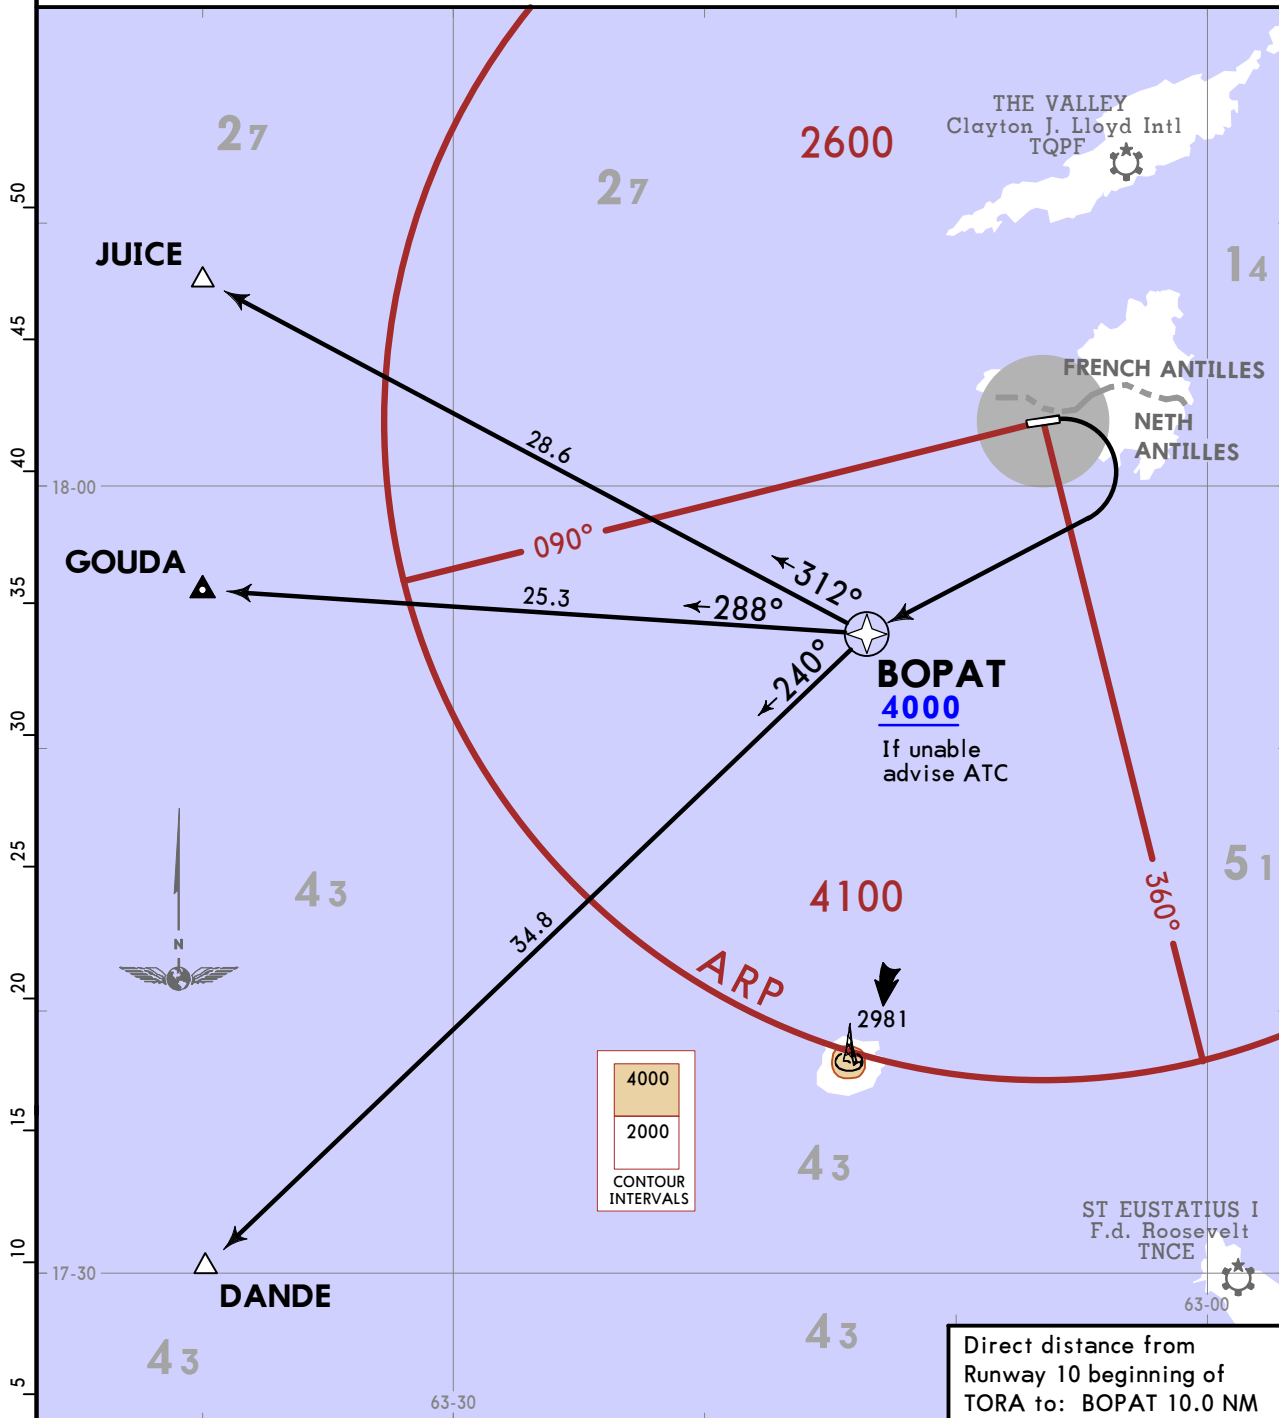 THE VALLEY
Clayton J. Lloyd Intl
TQPF
27
2600
27
50
JUICE
14
45
FRENCH ANTILLES
NETH
ANTILLES
28.6
40
18-00
090°
GOUDA
312°
25.3
288°
35
240°
BOPAT
4000
If unable
advise ATC
30
25
51
43
4100
360°
34.8
N
ARP
20
2981
4000
2000
CONTOUR
INTERVALS
15
43
ST EUSTATIUS I
F.d. Roosevelt
TNCE
10
17-30
DANDE
63-00
43
43
5
63-30
Direct distance from
Runway 10 beginning of
TORA to: BOPAT 10.0 NM